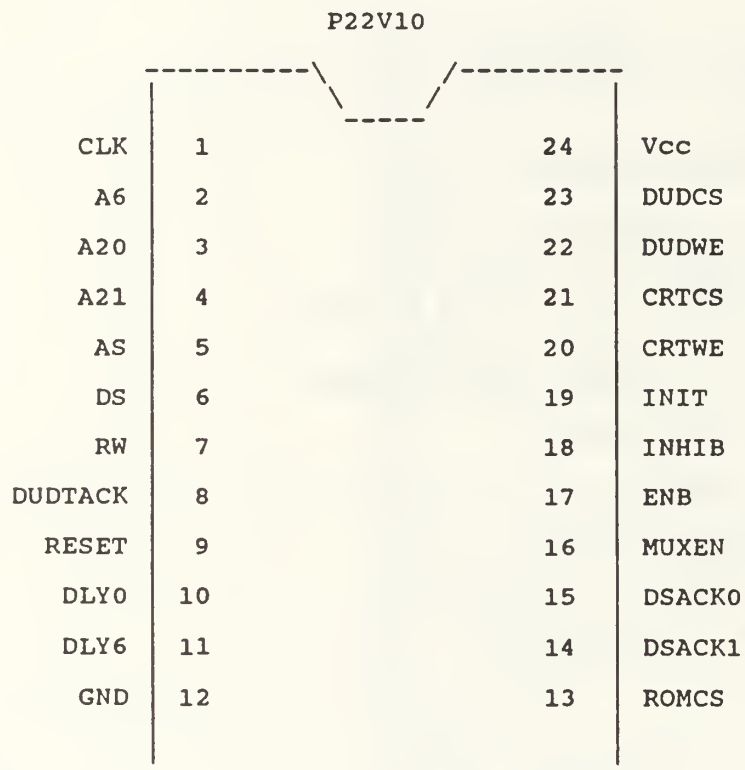 P22V10
CLK 1 24 Vcc
A6 2 23 DUDCS
A20 3 22 DUDWE
A21 4 21 CRTCS
AS 5 20 CRTWE
DS 6 19 INIT
RW 7 18 INHIB
DUDTACK 8 17 ENB
RESET 9 16 MUXEN
DLY0 10 15 DSACK0
DLY6 11 14 DSACK1
GND 12 13 ROMCS